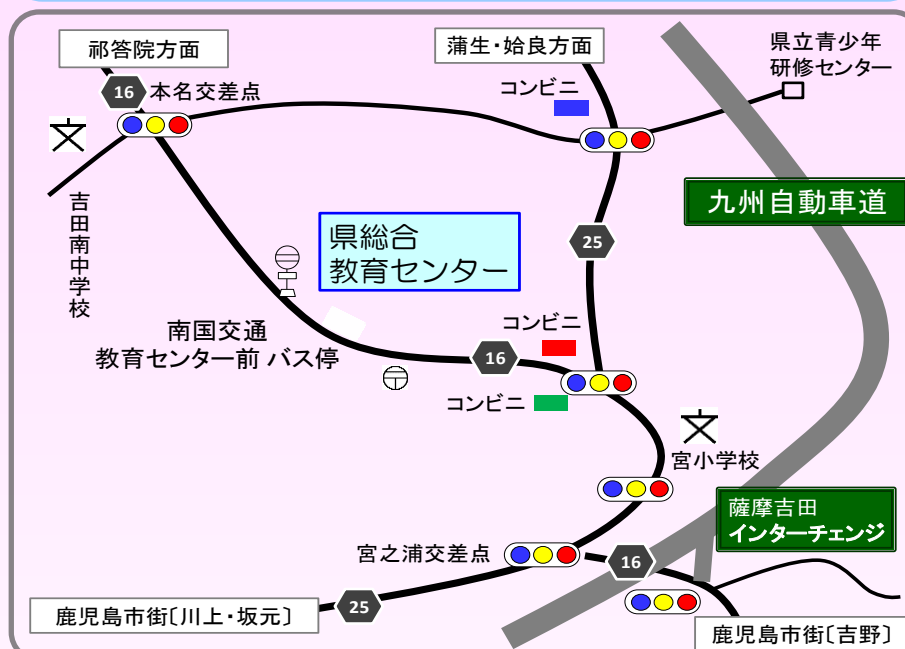 祁答院方面
蒲生・姶良方面
県立青少年
研修センター
コンビニ
16
本名交差点
九州自動車道
吉田南中学校
県総合
教育センター
25
南国交通
教育センター前 バス停
コンビニ
16
コンビニ
宮小学校
薩摩吉田
インターチェンジ
宮之浦交差点
16
25
鹿児島市街〔川上・坂元〕
鹿児島市街〔吉野〕